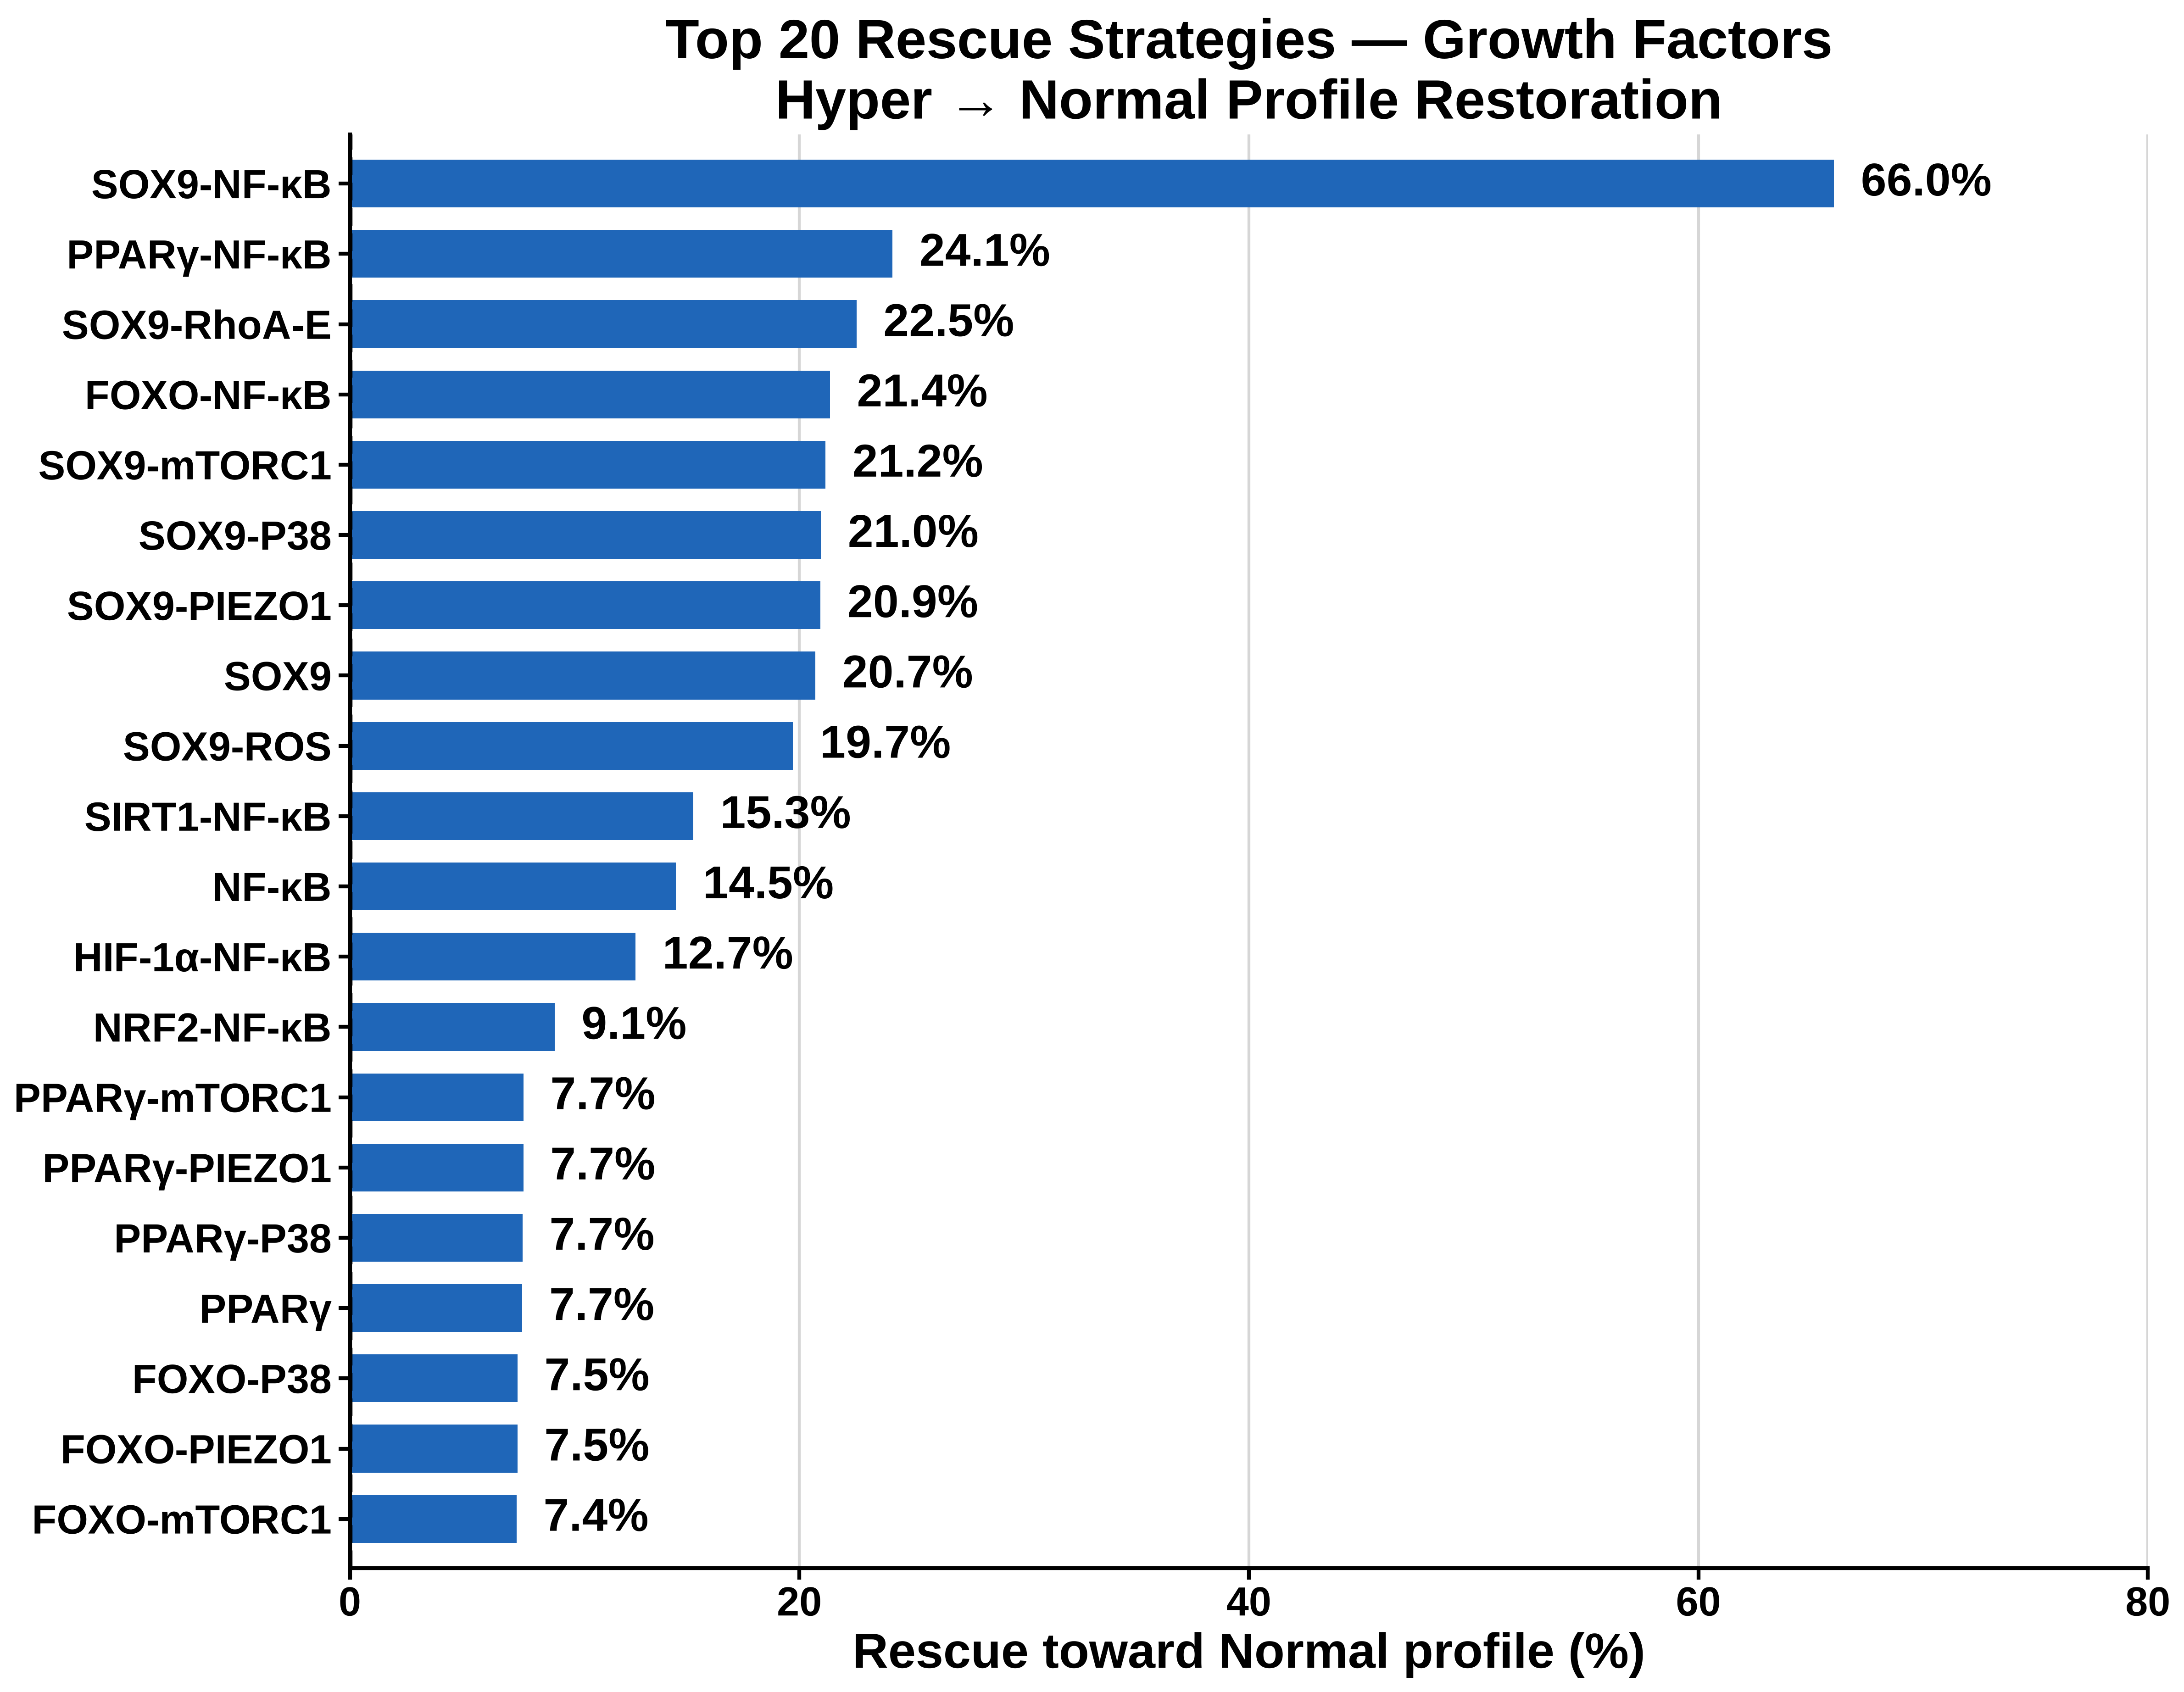 Top 20 Rescue Strategies — Growth Factors
Hyper → Normal Profile Restoration
SOX9-NF-κB 66.0%
PPARγ-NF-κB 24.1%
SOX9-RhoA-E 22.5%
FOXO-NF-κB 21.4%
SOX9-mTORC1 21.2%
SOX9-P38 21.0%
SOX9-PIEZO1 20.9%
SOX9 20.7%
SOX9-ROS 19.7%
SIRT1-NF-κB 15.3%
NF-κB 14.5%
HIF-1α-NF-κB 12.7%
NRF2-NF-κB 9.1%
PPARγ-mTORC1 7.7%
PPARγ-PIEZO1 7.7%
PPARγ-P38 7.7%
PPARγ 7.7%
FOXO-P38 7.5%
FOXO-PIEZO1 7.5%
FOXO-mTORC1 7.4%
0 20 40 60 80
Rescue toward Normal profile (%)